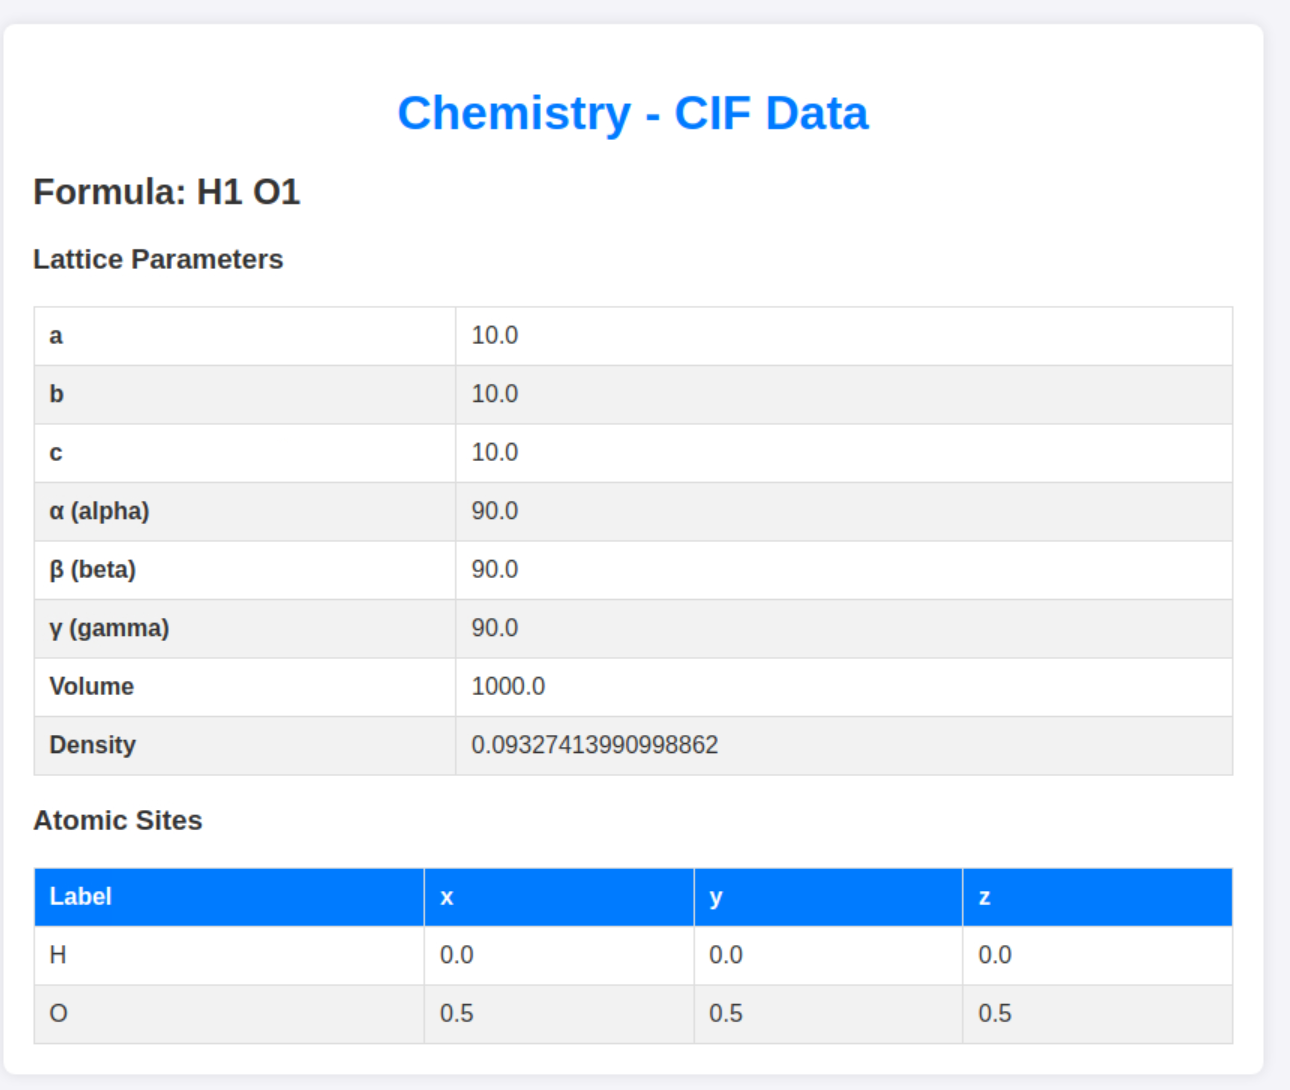 Chemistry - CIF Data
Formula: H1 O1
Lattice Parameters
a 10.0
b 10.0
c 10.0
α (alpha) 90.0
β (beta) 90.0
γ (gamma) 90.0
Volume 1000.0
Density 0.09327413990998862
Atomic Sites
Label x y z
H 0.0 0.0 0.0
O 0.5 0.5 0.5